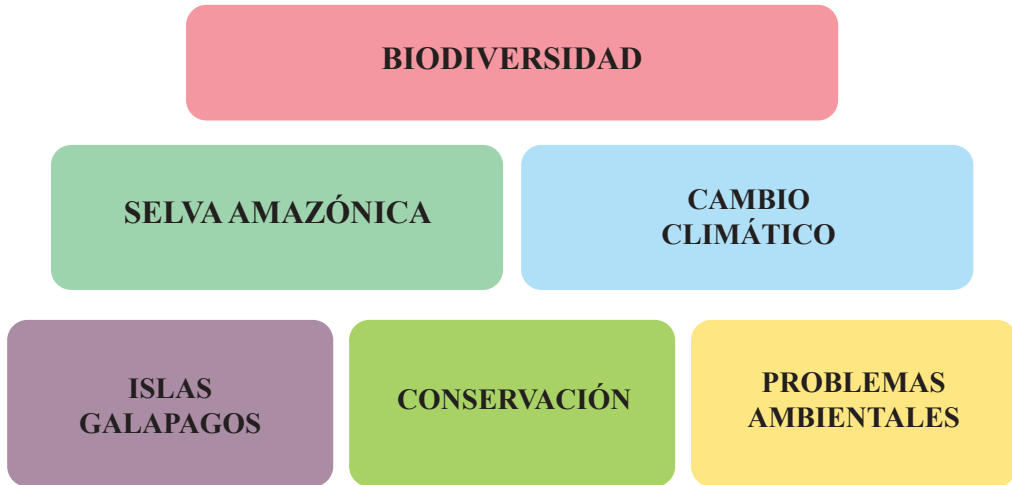 BIODIVERSIDAD
SELVA AMAZÓNICA
CAMBIO
CLIMÁTICO
ISLAS
GALAPAGOS
CONSERVACIÓN
PROBLEMAS
AMBIENTALES